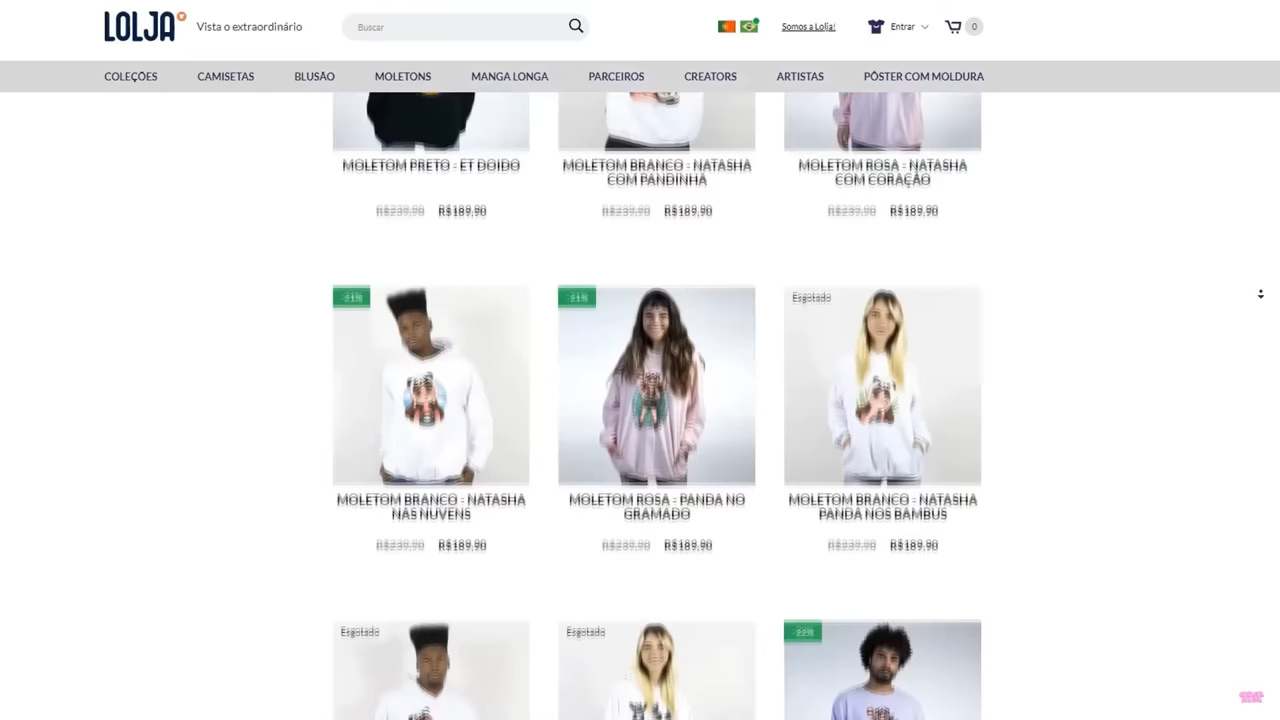 LOLJA
Vista o extraordinário
Buscar
Somos a Lolja!
Entrar
0
COLEÇÕES
CAMISETAS
BLUSÃO
MOLETONS
MANGA LONGA
PARCEIROS
CREATORS
ARTISTAS
PÔSTER COM MOLDURA
MOLETOM PRETO - ET DOIDO
R$239,90 R$189,90
MOLETOM BRANCO - NATASHA
COM PANDINHA
R$239,90 R$189,90
MOLETOM ROSA - NATASHA
COM CORAÇÃO
R$239,90 R$189,90
-21%
MOLETOM BRANCO - NATASHA
NAS NUVENS
R$239,90 R$189,90
-21%
MOLETOM ROSA - PANDA NO
GRAMADO
R$239,90 R$189,90
Esgotado
MOLETOM BRANCO - NATASHA
PANDA NOS BAMBUS
R$239,90 R$189,90
Esgotado
Esgotado
-22%